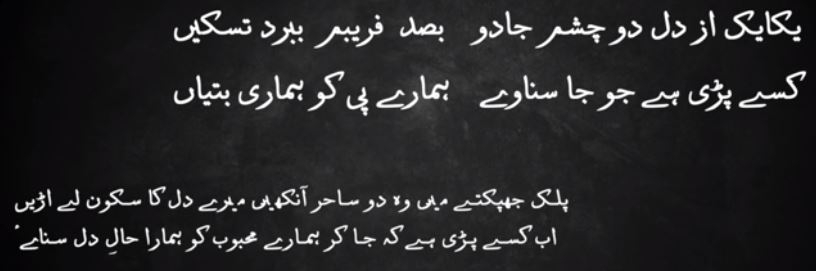 یکایک از دل دو چشم جادو بصد فریبم ببرد تسکیں
کسے پڑی ہے جو جا سناوے ہمارے پی کو ہماری بتیاں
پلک جھپکتے میں وہ دو ساحر آنکھیں میرے دل کا سکون لے اڑیں
اب کسے پڑی ہے کہ جا کر ہمارے محبوب کو ہمارا حالِ دل سنائے